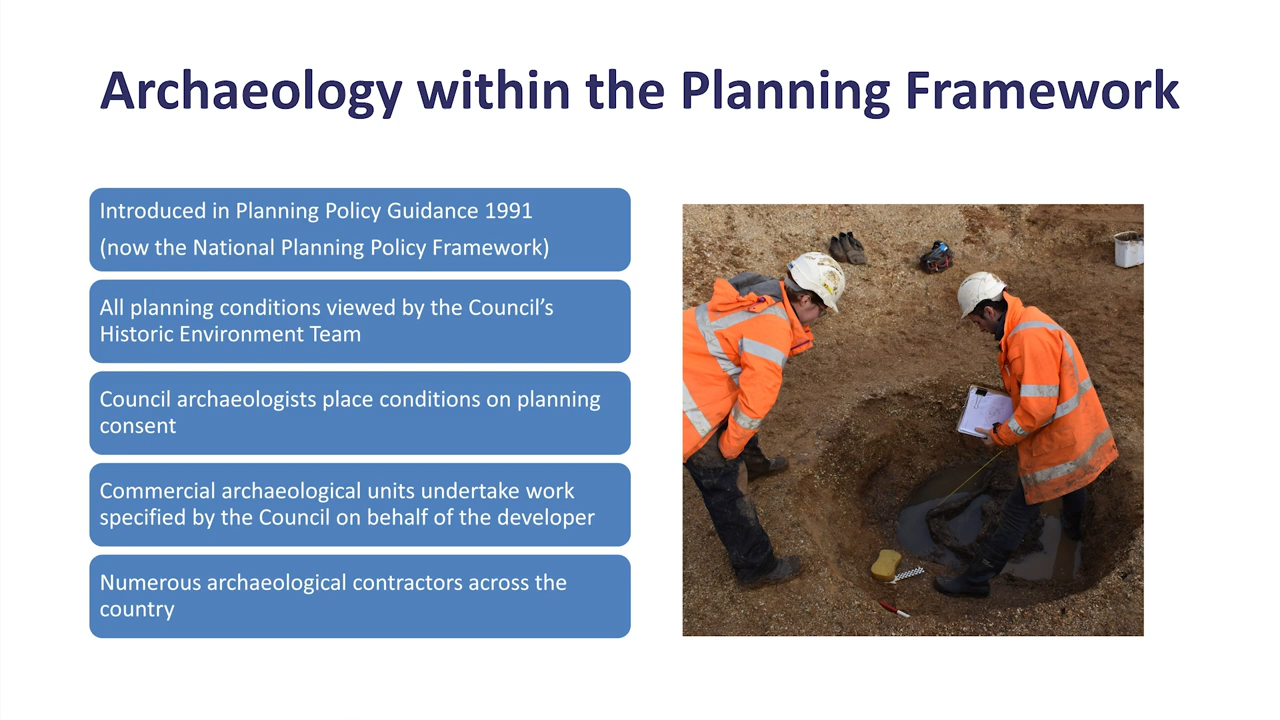 Archaeology within the Planning Framework
Introduced in Planning Policy Guidance 1991
(now the National Planning Policy Framework)
All planning conditions viewed by the Council’s
Historic Environment Team
Council archaeologists place conditions on planning
consent
Commercial archaeological units undertake work
specified by the Council on behalf of the developer
Numerous archaeological contractors across the
country